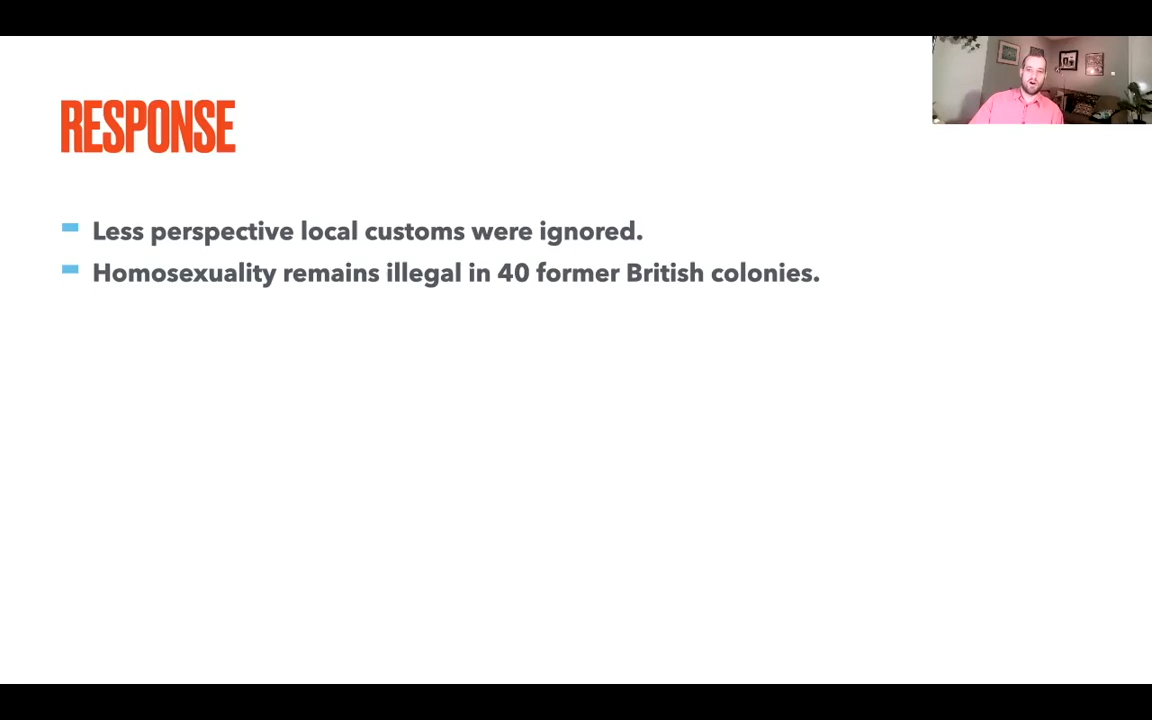 RESPONSE
Less perspective local customs were ignored.
Homosexuality remains illegal in 40 former British colonies.